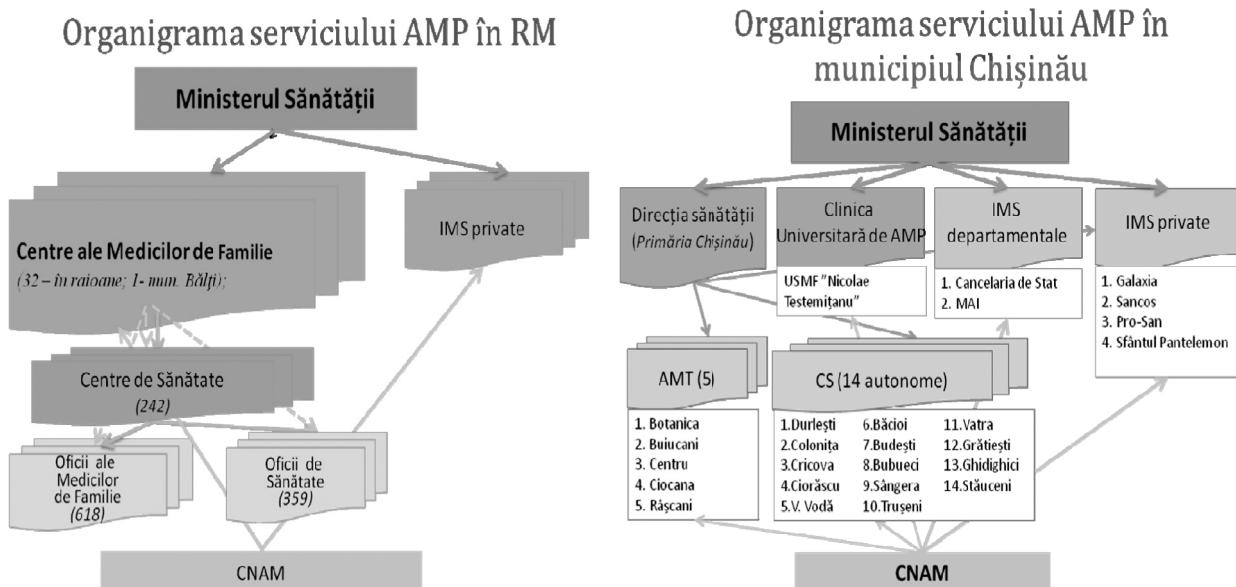 Organigrama serviciului AMP în RM
Ministerul Sănătății
Centre ale Medicilor de Familie
(32 – în raioane; 1- mun. Bălți);
IMS private
Centre de Sănătate
(242)
Oficii ale
Medicilor
de Familie
(618)
Oficii de
Sănătate
(359)
CNAM
Organigrama serviciului AMP în
municipiul Chișinău
Ministerul Sănătății
Direcția sănătății
(Primăria Chișinău)
Clinica
Universitară de AMP
USMF "Nicolae
Testemițanu"
IMS
departamentale
1. Cancelaria de Stat
2. MAI
IMS private
1. Galaxia
2. Sancos
3. Pro-San
4. Sfântul Pantelemon
AMT (5)
1. Botanica
2. Buiucani
3. Centru
4. Ciocana
5. Râșcani
CS (14 autonome)
1.Durlești
2.Colonița
3.Cricova
4.Ciorăscu
5.V. Vodă
6.Băcioi
7.Budești
8.Bubueci
9.Sângera
10.Trușeni
11.Vatra
12.Grătiești
13.Ghidighici
14.Stăuceni
CNAM